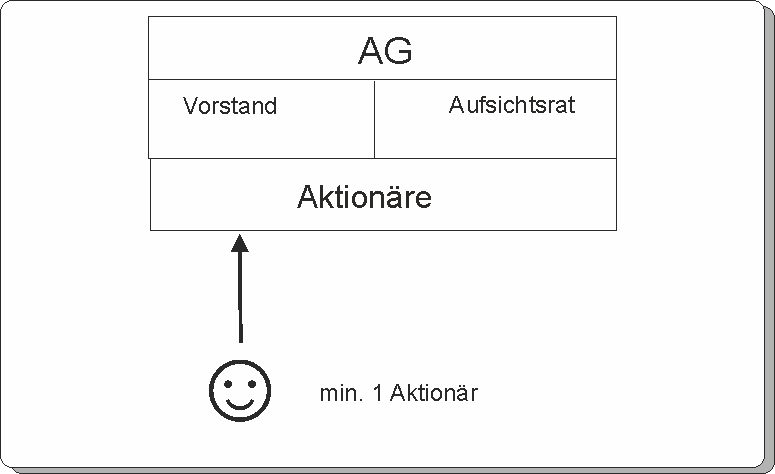 AG
Vorstand
Aufsichtsrat
Aktionäre
min. 1 Aktionär